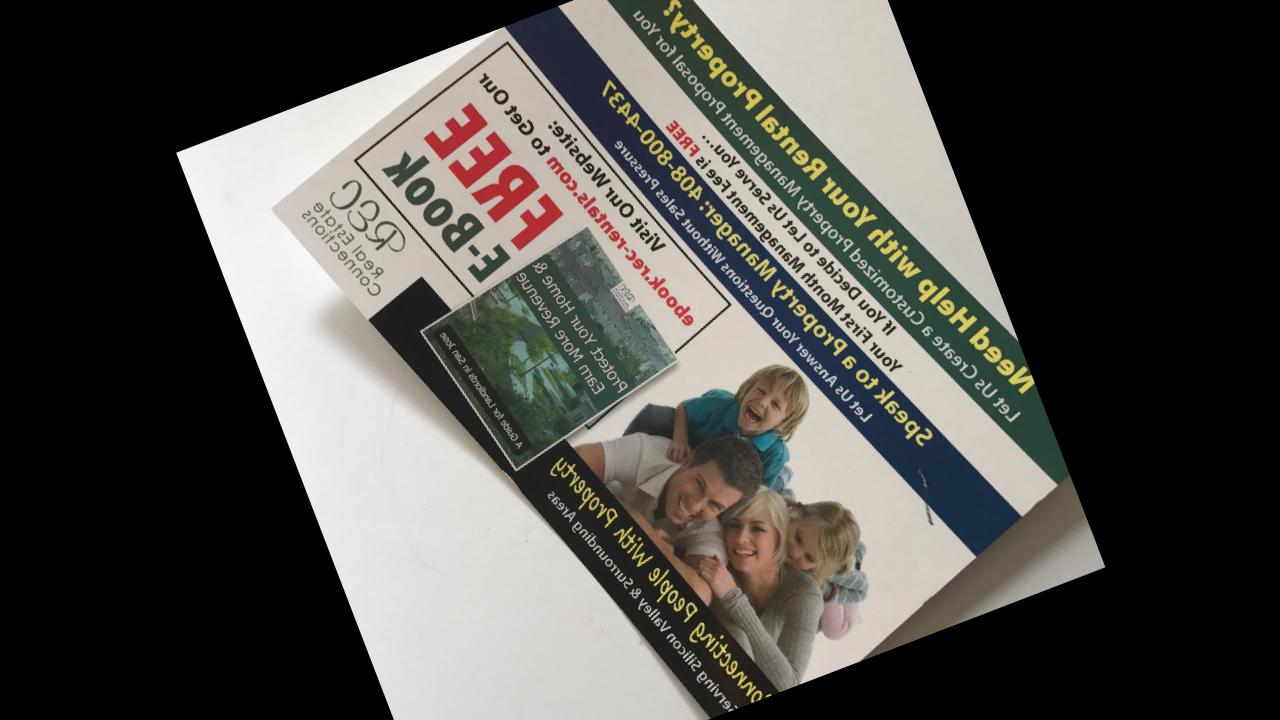 Need Help with Your Rental Property?
Let Us Create a Customized Property Management Proposal for You
If You Decide to Let Us Serve You...
Your First Month Management Fee is FREE
Speak to a Property Manager: 408-800-4437
Let Us Answer Your Questions Without Sales Pressure
Visit Our Website:
ebook.rec-rentals.com to Get Our
FREE
E-BOOK
Protect Your Home &
Earn More Revenue
A Guide for Landlords in San Jose
REC
Real Estate
Connections
onnecting People With Property
erving Silicon Valley & Surrounding Areas